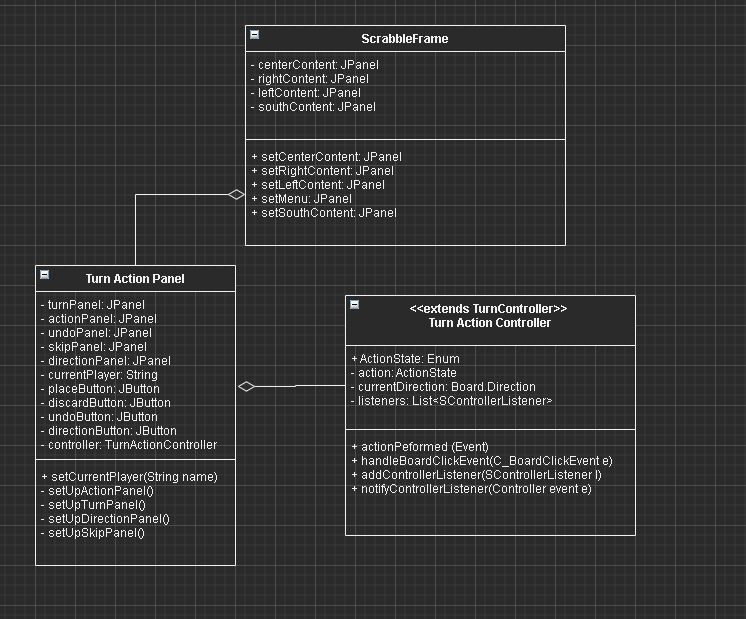 ScrabbleFrame
- centerContent: JPanel
- rightContent: JPanel
- leftContent: JPanel
- southContent: JPanel
+ setCenterContent: JPanel
+ setRightContent: JPanel
+ setLeftContent: JPanel
+ setMenu: JPanel
+ setSouthContent: JPanel
Turn Action Panel
- turnPanel: JPanel
- actionPanel: JPanel
- undoPanel: JPanel
- skipPanel: JPanel
- directionPanel: JPanel
- currentPlayer: String
- placeButton: JButton
- discardButton: JButton
- undoButton: JButton
- directionButton: JButton
- controller: TurnActionController
+ setCurrentPlayer(String name)
- setUpActionPanel()
- setUpTurnPanel()
- setUpDirectionPanel()
- setUpSkipPanel()
<<extends TurnController>>
Turn Action Controller
+ ActionState: Enum
- action: ActionState
- currentDirection: Board.Direction
- listeners: List<SControllerListener>
+ actionPeformed (Event)
+ handleBoardClickEvent(C_BoardClickEvent e)
+ addControllerListener(SControllerListener l)
+ notifyControllerListener(Controller event e)